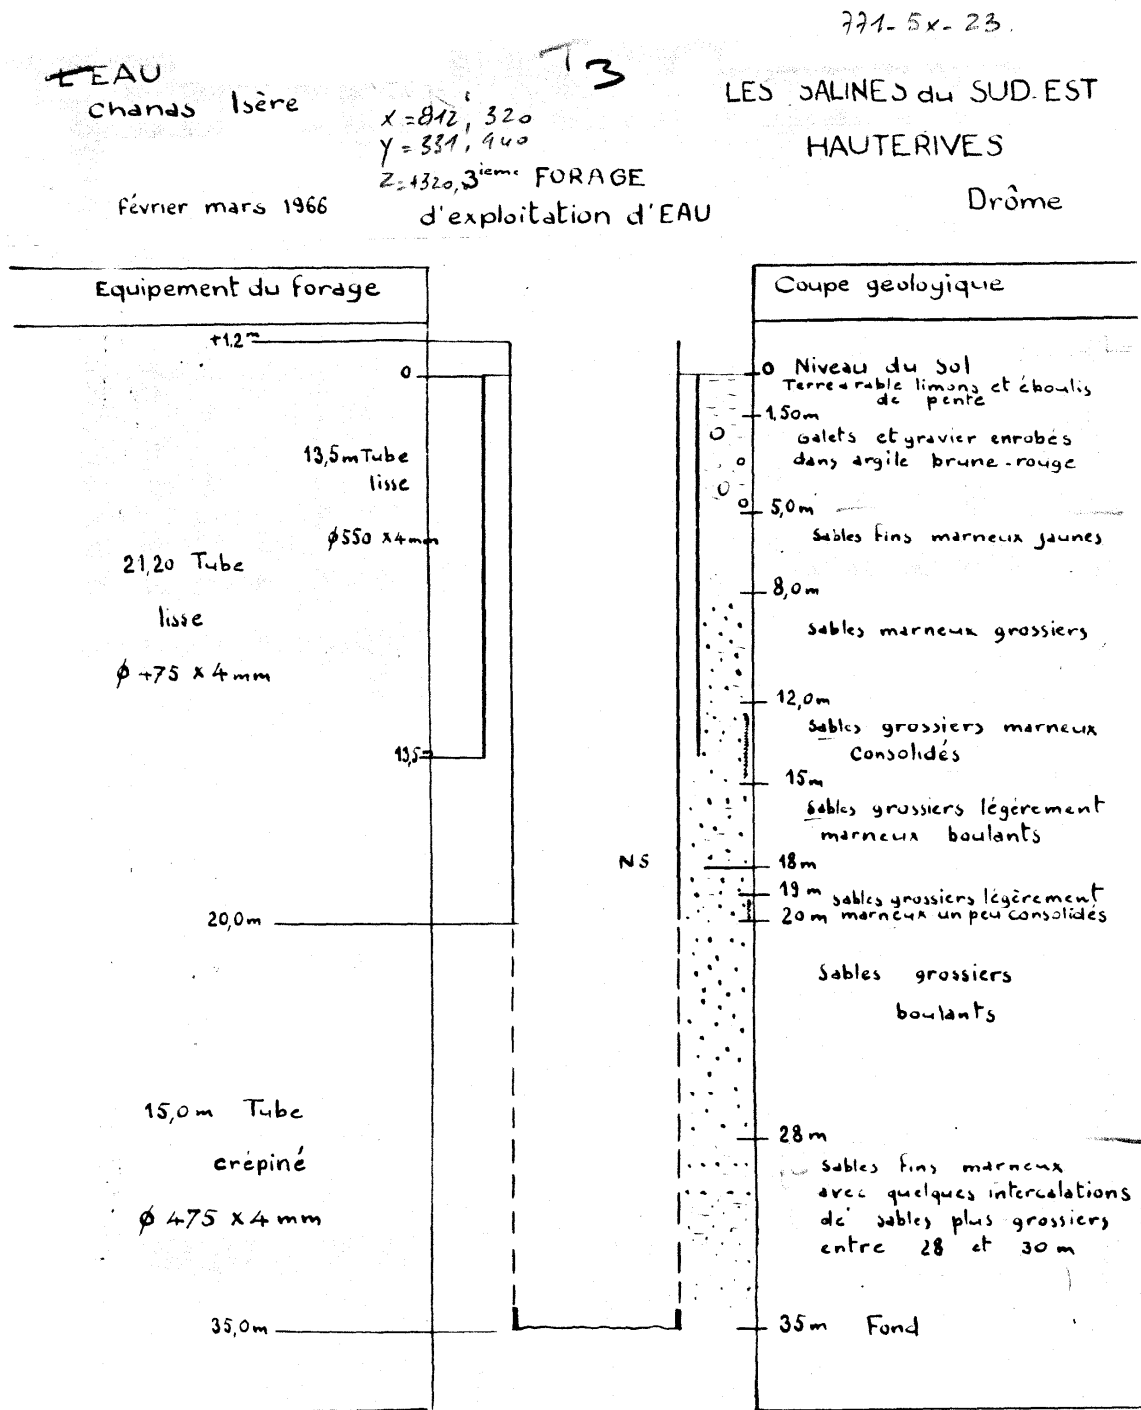 771-5x-23.
T3
L'EAU
Chanas Isère
LES SALINES du SUD-EST
HAUTERIVES
Drôme
X = 812, 320
Y = 331, 940
Z = +320,
3ieme FORAGE
d'exploitation d'EAU
février mars 1966
Equipement du forage
+1.2m
0
13,5m Tube
lisse
ϕ550 x 4mm
21,20 Tube
lisse
ϕ 475 x 4mm
13,5
20,0m
15,0m Tube
crépiné
ϕ 475 x 4 mm
35,0m
NS
Coupe geologique
0 Niveau du sol
Terre arable limons et éboulis
de pente
1,50m
Galets et gravier enrobés
dans argile brune-rouge
5,0m
Sables fins marneux jaunes
8,0m
Sables marneux grossiers
12,0m
Sables grossiers marneux
Consolidés
15m
Sables grossiers légèrement
marneux boulants
18m
19m
sables grossiers légèrement
20m marneux un peu consolidés
Sables grossiers
boulants
28m
Sables fins marneux
avec quelques intercalations
de sables plus grossiers
entre 28 et 30 m
35m Fond